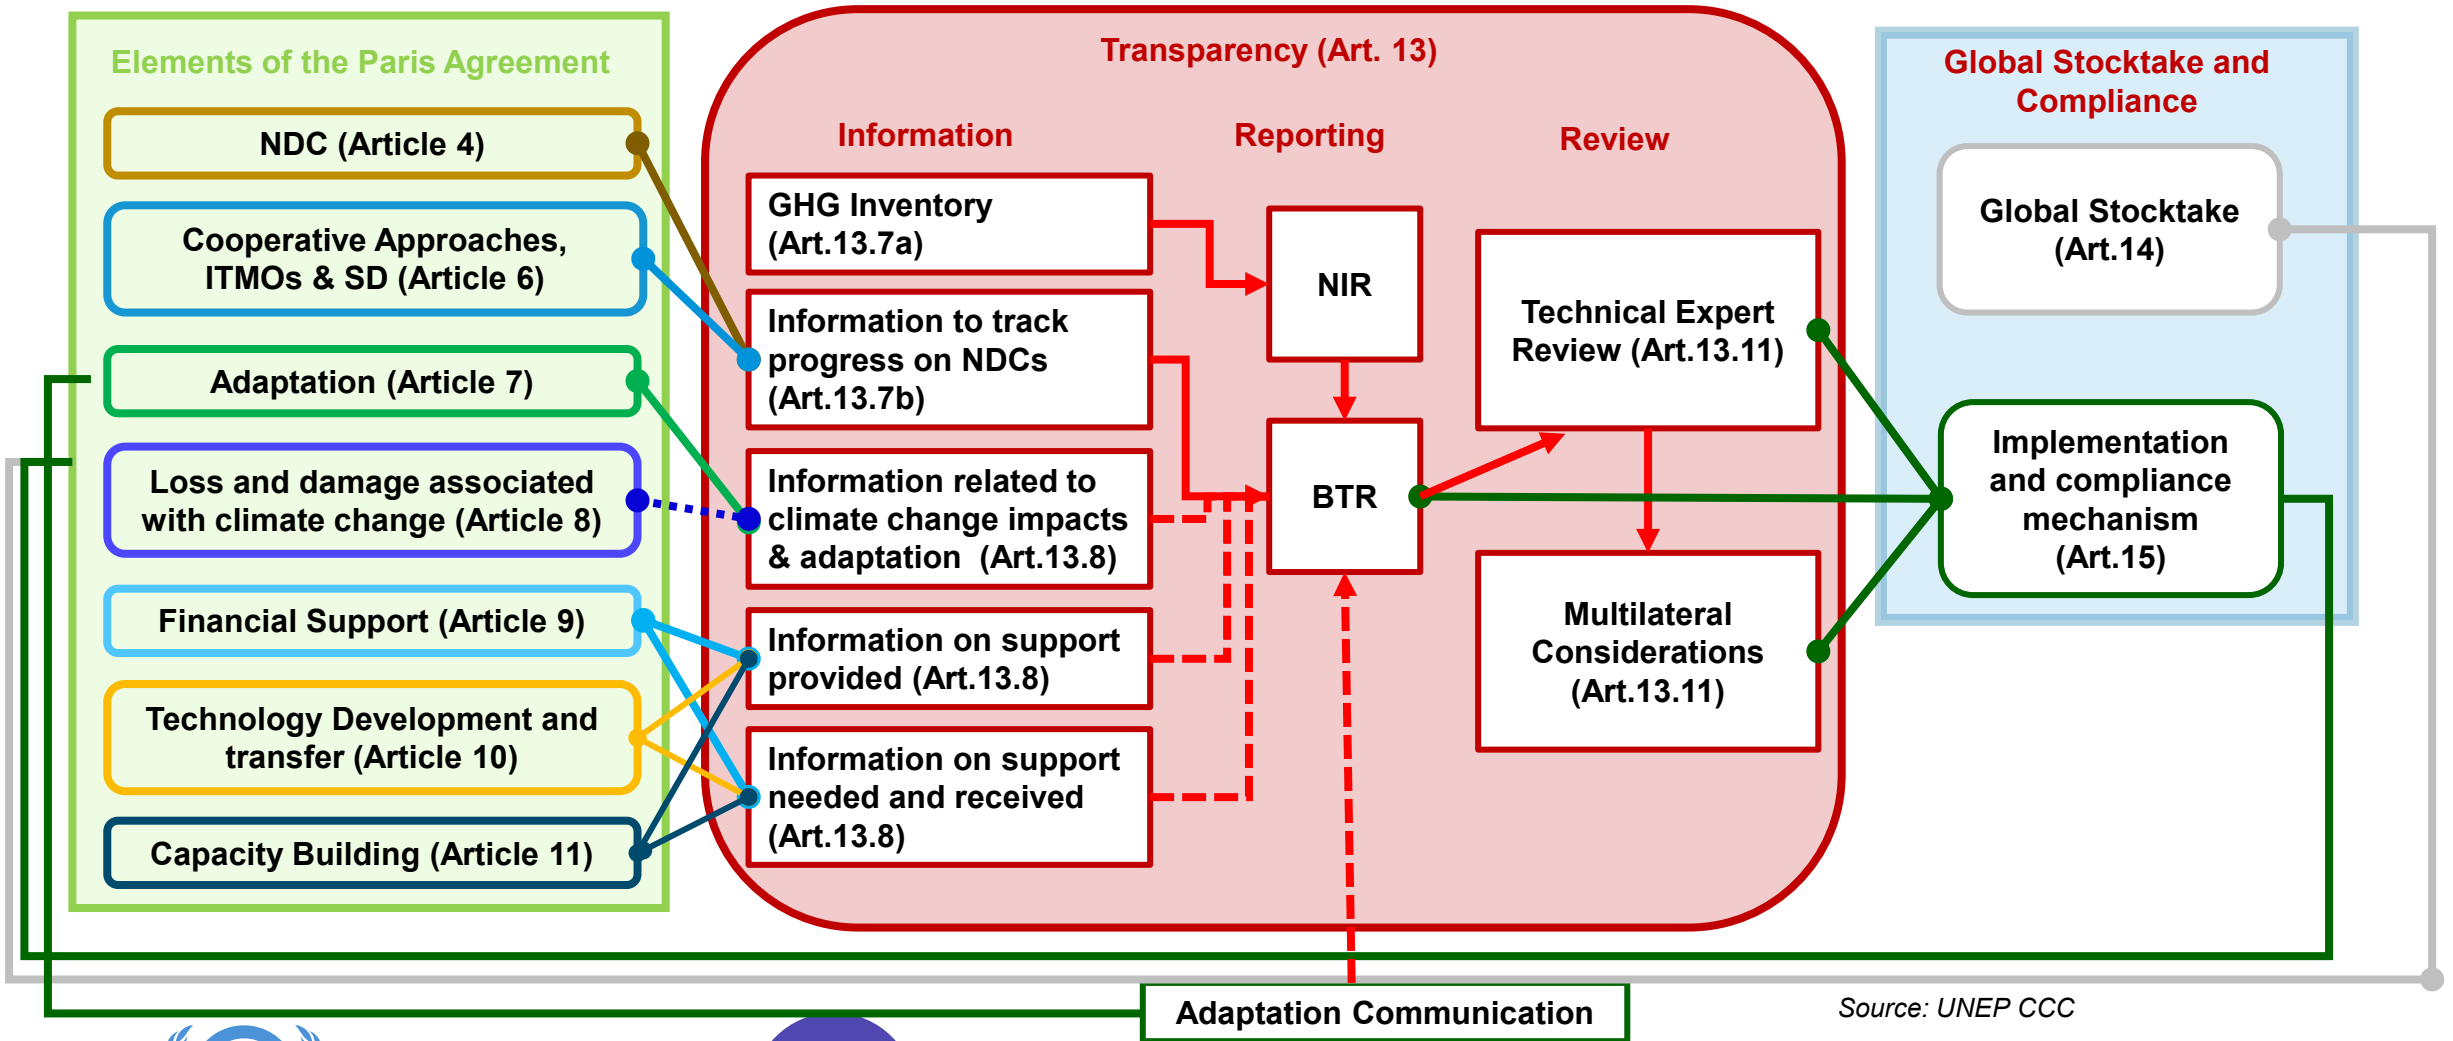 Elements of the Paris Agreement
NDC (Article 4)
Cooperative Approaches,
ITMOs & SD (Article 6)
Adaptation (Article 7)
Loss and damage associated
with climate change (Article 8)
Financial Support (Article 9)
Technology Development and
transfer (Article 10)
Capacity Building (Article 11)
Transparency (Art. 13)
Information
GHG Inventory
(Art.13.7a)
Information to track
progress on NDCs
(Art.13.7b)
Information related to
climate change impacts
& adaptation (Art.13.8)
Information on support
provided (Art.13.8)
Information on support
needed and received
(Art.13.8)
Reporting
NIR
BTR
Review
Technical Expert
Review (Art.13.11)
Multilateral
Considerations
(Art.13.11)
Global Stocktake and
Compliance
Global Stocktake
(Art.14)
Implementation
and compliance
mechanism
(Art.15)
Adaptation Communication
Source: UNEP CCC